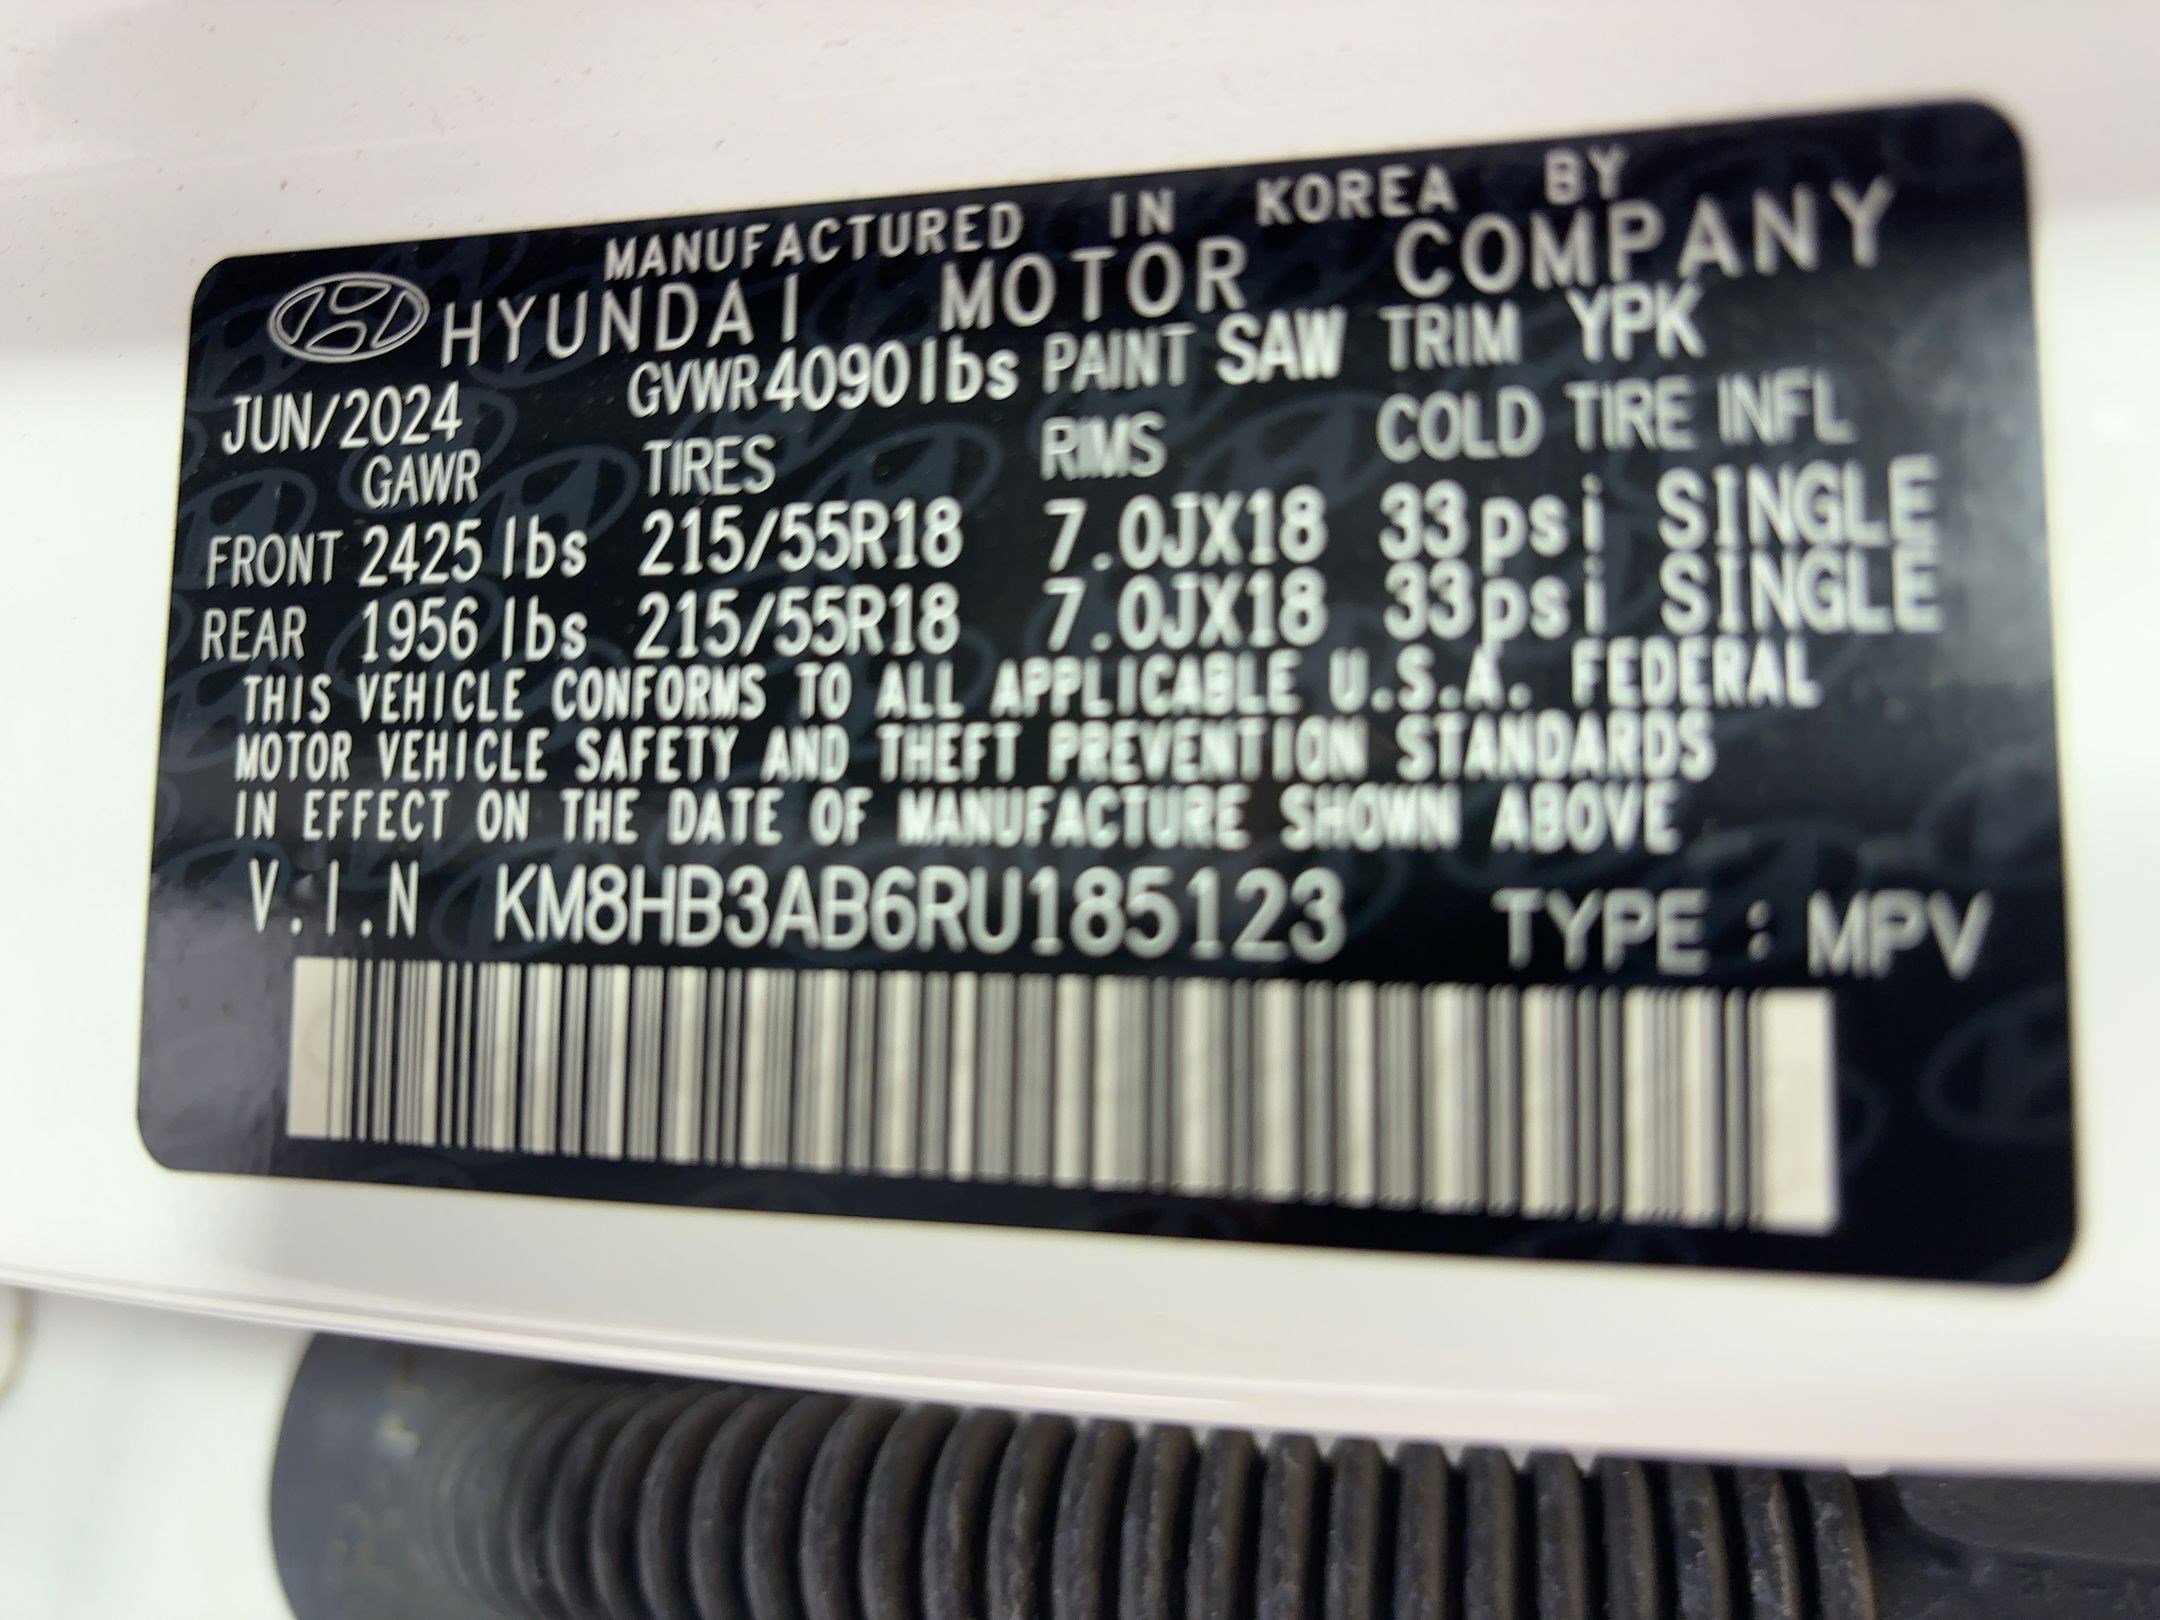 MANUFACTURED IN KOREA BY
HYUNDAI MOTOR COMPANY
JUN/2024 GVWR 4090lbs PAINT SAW TRIM YPK
GAWR TIRES RIMS COLD TIRE INFL
FRONT 2425 lbs 215/55R18 7.0JX18 33psi SINGLE
REAR 1956 lbs 215/55R18 7.0JX18 33psi SINGLE
THIS VEHICLE CONFORMS TO ALL APPLICABLE U.S.A. FEDERAL
MOTOR VEHICLE SAFETY AND THEFT PREVENTION STANDARDS
IN EFFECT ON THE DATE OF MANUFACTURE SHOWN ABOVE
V.I.N KM8HB3AB6RU185123 TYPE : MPV